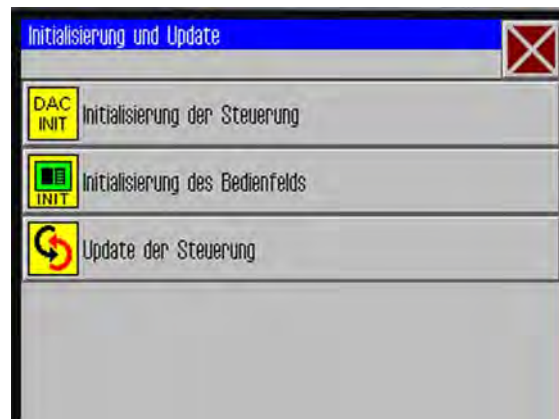 Initialisierung und Update
DAC
INIT
Initialisierung der Steuerung
INIT
Initialisierung des Bedienfelds
Update der Steuerung